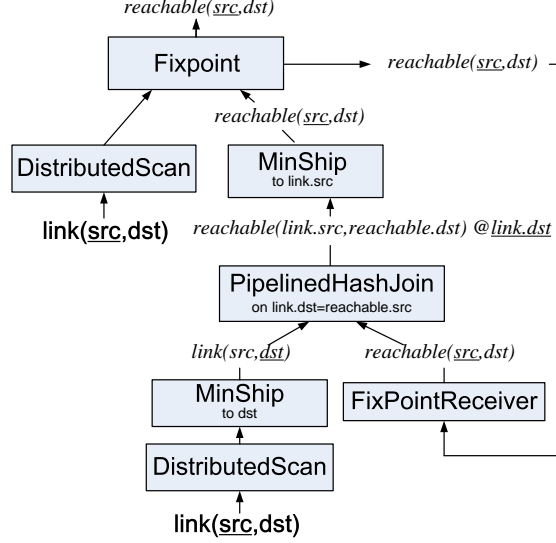 reachable(src,dst)
Fixpoint
reachable(src,dst)
reachable(src,dst)
DistributedScan
MinShip
to link.src
link(src,dst)
reachable(link.src,reachable.dst) @link.dst
PipelinedHashJoin
on link.dst=reachable.src
link(src,dst)
reachable(src,dst)
MinShip
to dst
FixPointReceiver
DistributedScan
link(src,dst)